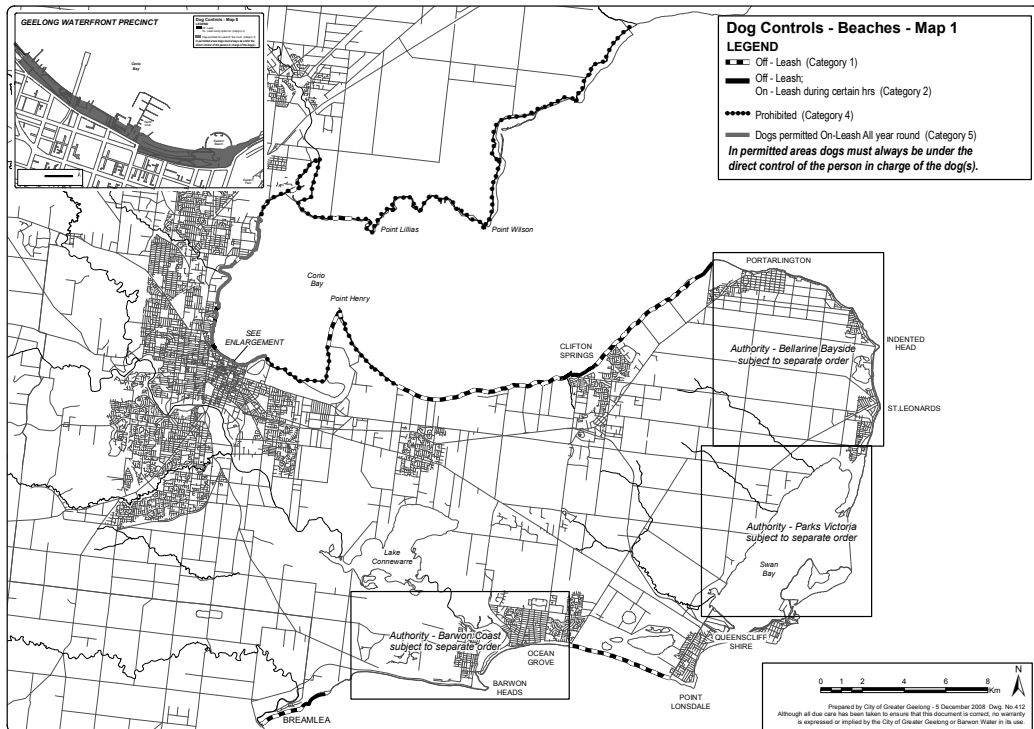 GEELONG WATERFRONT PRECINCT
Dog Controls - Beaches - Map 1
LEGEND
Off - Leash (Category 1)
Off - Leash;
On - Leash during certain hrs (Category 2)
Prohibited (Category 4)
Dogs permitted On-Leash All year round (Category 5)
In permitted areas dogs must always be under the
direct control of the person in charge of the dog(s).
LEGEND
Corio
Bay
Point Lillias
Point Wilson
Corio
Bay
Point Henry
SEE
ENLARGEMENT
CLIFTON
SPRINGS
PORTARLINGTON
INDENTED
HEAD
Authority - Bellarine Bayside
subject to separate order
ST.LEONARDS
Authority - Parks Victoria
subject to separate order
Swan
Bay
Lake
Connewarre
Authority - Barwon Coast
subject to separate order
OCEAN
GROVE
BARWON
HEADS
BREAMLEA
QUEENSCLIFF
SHIRE
POINT
LONSDALE
N
0 1 2 4 6 8
Km
Prepared by City of Greater Geelong - 5 December 2008 Dwg. No.412
Although all due care has been taken to ensure that this document is correct, no warranty
is expressed or implied by the City of Greater Geelong or Barwon Water in its use.